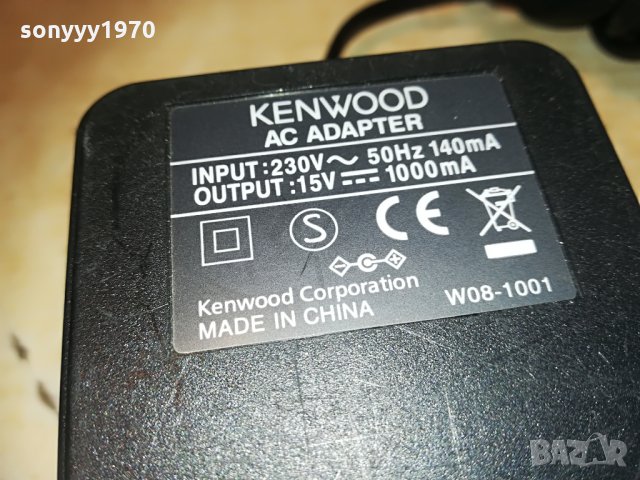 sonyyy1970
KENWOOD
AC ADAPTER
INPUT:230V～ 50Hz 140mA
OUTPUT:15V⎓ 1000mA
S CE
Kenwood Corporation W08-1001
MADE IN CHINA
BAZAR